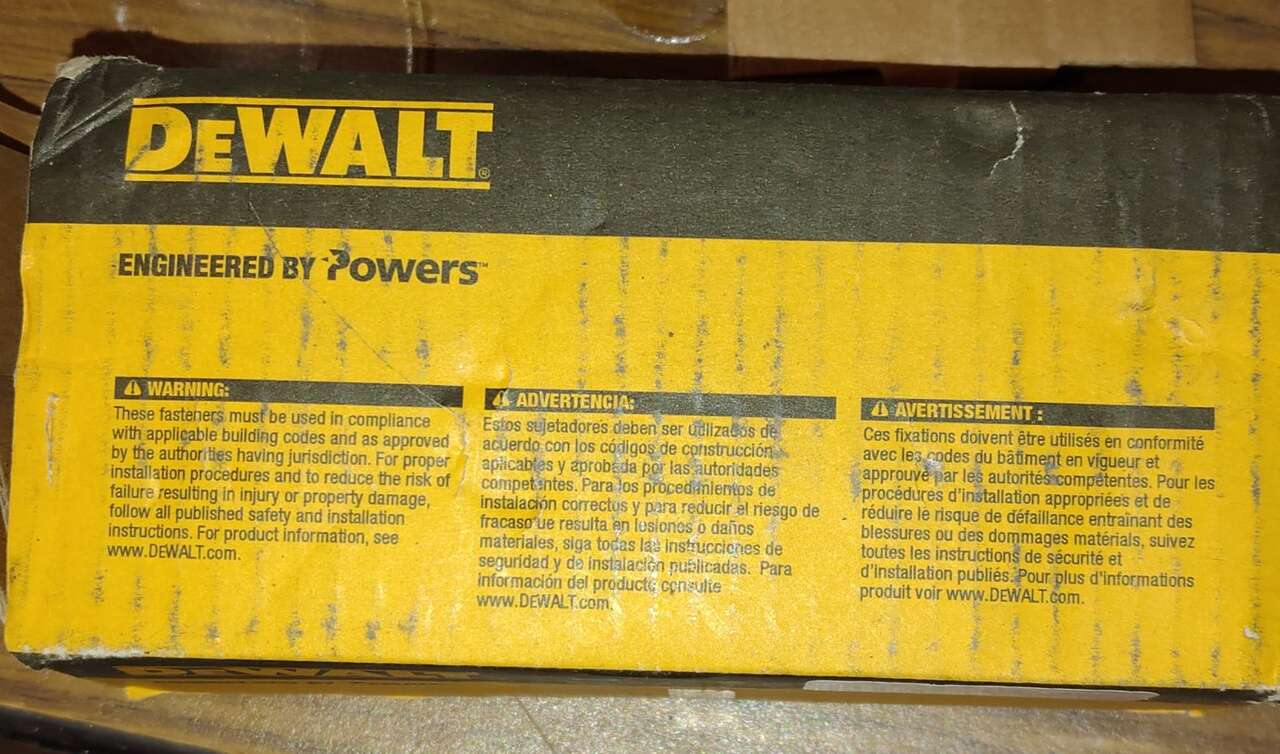 DEWALT®
ENGINEERED BY Powers™
⚠ WARNING:
These fasteners must be used in compliance
with applicable building codes and as approved
by the authorities having jurisdiction. For proper
installation procedures and to reduce the risk of
failure resulting in injury or property damage,
follow all published safety and installation
instructions. For product information, see
www.DEWALT.com.
⚠ ADVERTENCIA:
Estos sujetadores deben ser utilizados de
acuerdo con los códigos de construcción
aplicables y aprobada por las autoridades
competentes. Para los procedimientos de
instalación correctos y para reducir el riesgo de
fracaso ue resulta en lesiones o daños
materiales, siga todas las instrucciones de
seguridad y de instalación publicadas. Para
información del producto consulte
www.DEWALT.com.
⚠ AVERTISSEMENT :
Ces fixations doivent être utilisés en conformité
avec les codes du bâtiment en vigueur et
approuvé par les autorités compétentes. Pour les
procédures d'installation appropriées et de
réduire le risque de défaillance entraînant des
blessures ou des dommages matérials, suivez
toutes les instructions de sécurité et
d'installation publiés. Pour plus d'informations
produit voir www.DEWALT.com.